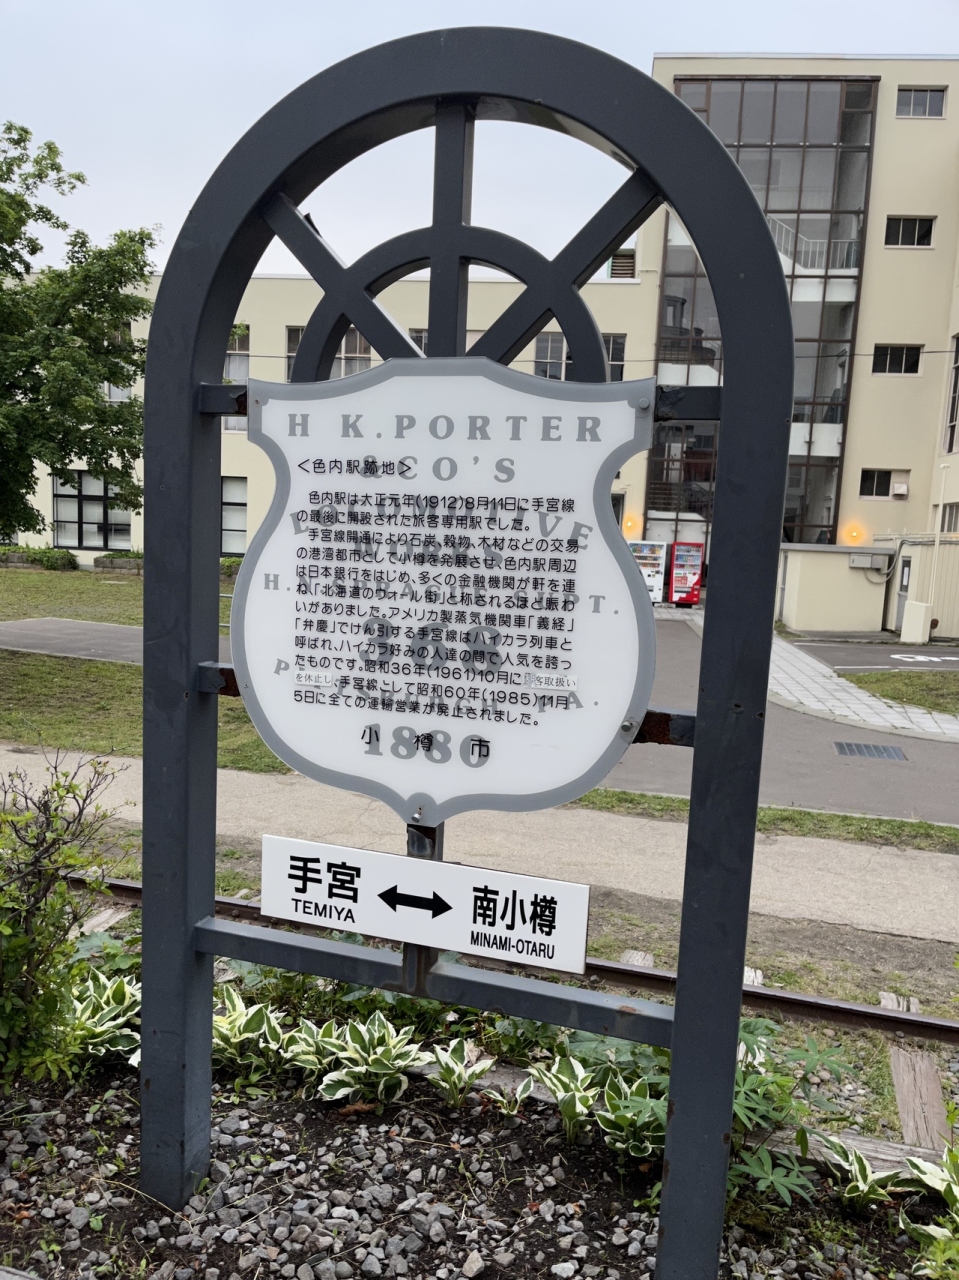 H K.PORTER
& CO'S
<色内駅跡地>
色内駅は大正元年(1912)8月11日に手宮線
の最後に開設された旅客専用駅でした。
手宮線開通により石炭、穀物、木材などの交易
の港湾都市として小樽を発展させ、色内駅周辺
は日本銀行をはじめ、多くの金融機関が軒を連
ね「北海道のウォール街」と称されるほど賑わ
いがありました。アメリカ製蒸気機関車「義経」
「弁慶」でけん引する手宮線はハイカラ列車と
呼ばれ、ハイカラ好みの人達の間で人気を誇っ
たものです。昭和36年(1961)10月に旅客取扱い
を休止し 手宮線として昭和60年(1985)11月
5日に全ての運輸営業が廃止されました。
小樽市
1880
手宮
TEMIYA
南小樽
MINAMI-OTARU